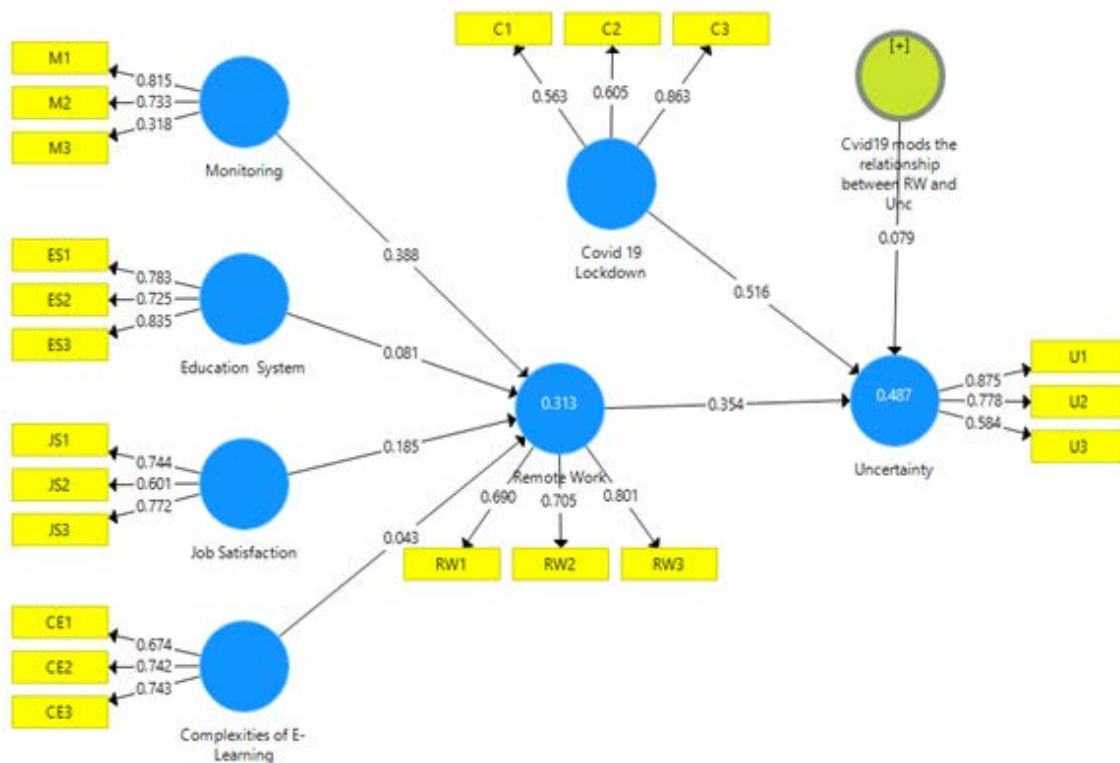 C1
C2
C3
[+]
M1
M2
M3
0.815
0.733
0.318
0.563
0.605
0.863
Monitoring
Cvid19 mods the
relationship
between RW and
Unc
0.079
0.388
Covid 19
Lockdown
0.516
ES1
ES2
ES3
0.783
0.725
0.835
Education System
0.081
0.313
0.354
0.487
U1
U2
U3
0.875
0.778
0.584
Uncertainty
JS1
JS2
JS3
0.744
0.601
0.772
Job Satisfaction
0.185
Remote Work
0.690
0.705
0.801
RW1
RW2
RW3
0.043
CE1
CE2
CE3
0.674
0.742
0.743
Complexities of E-
Learning